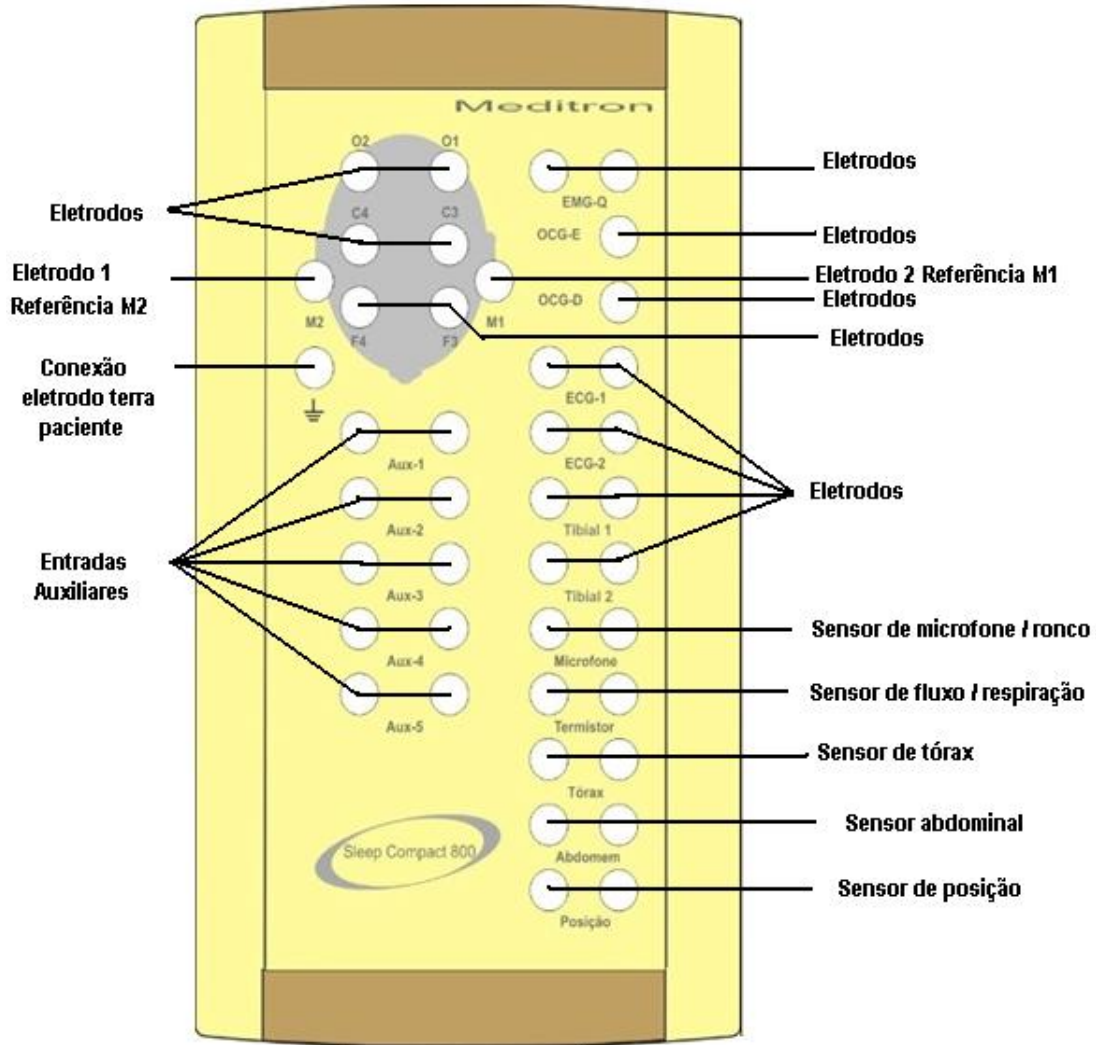 Meditron
O2 O1
EMG-Q
Eletrodos
Eletrodos
C4 C3
OCG-E
Eletrodos
Eletrodo 1
Referência M2
Eletrodo 2 Referência M1
OCG-D
Eletrodos
M2 M1
F4 F3
Eletrodos
Conexão
eletrodo terra
paciente
ECG-1
Aux-1
ECG-2
Eletrodos
Aux-2
Tibial 1
Entradas
Auxiliares
Aux-3
Tibial 2
Sensor de microfone / ronco
Aux-4
Microfone
Sensor de fluxo / respiração
Aux-5
Termistor
Sensor de tórax
Tórax
Sensor abdominal
Sleep Compact 800
Abdomem
Sensor de posição
Posição